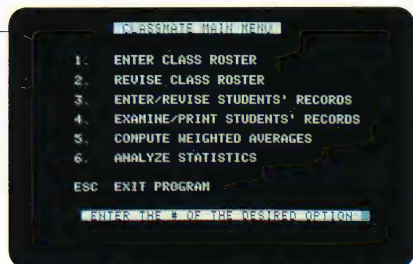 CLASSMATE MAIN MENU
1. ENTER CLASS ROSTER
2. REVISE CLASS ROSTER
3. ENTER/REVISE STUDENTS' RECORDS
4. EXAMINE/PRINT STUDENTS' RECORDS
5. COMPUTE WEIGHTED AVERAGES
6. ANALYZE STATISTICS
ESC EXIT PROGRAM
ENTER THE # OF THE DESIRED OPTION